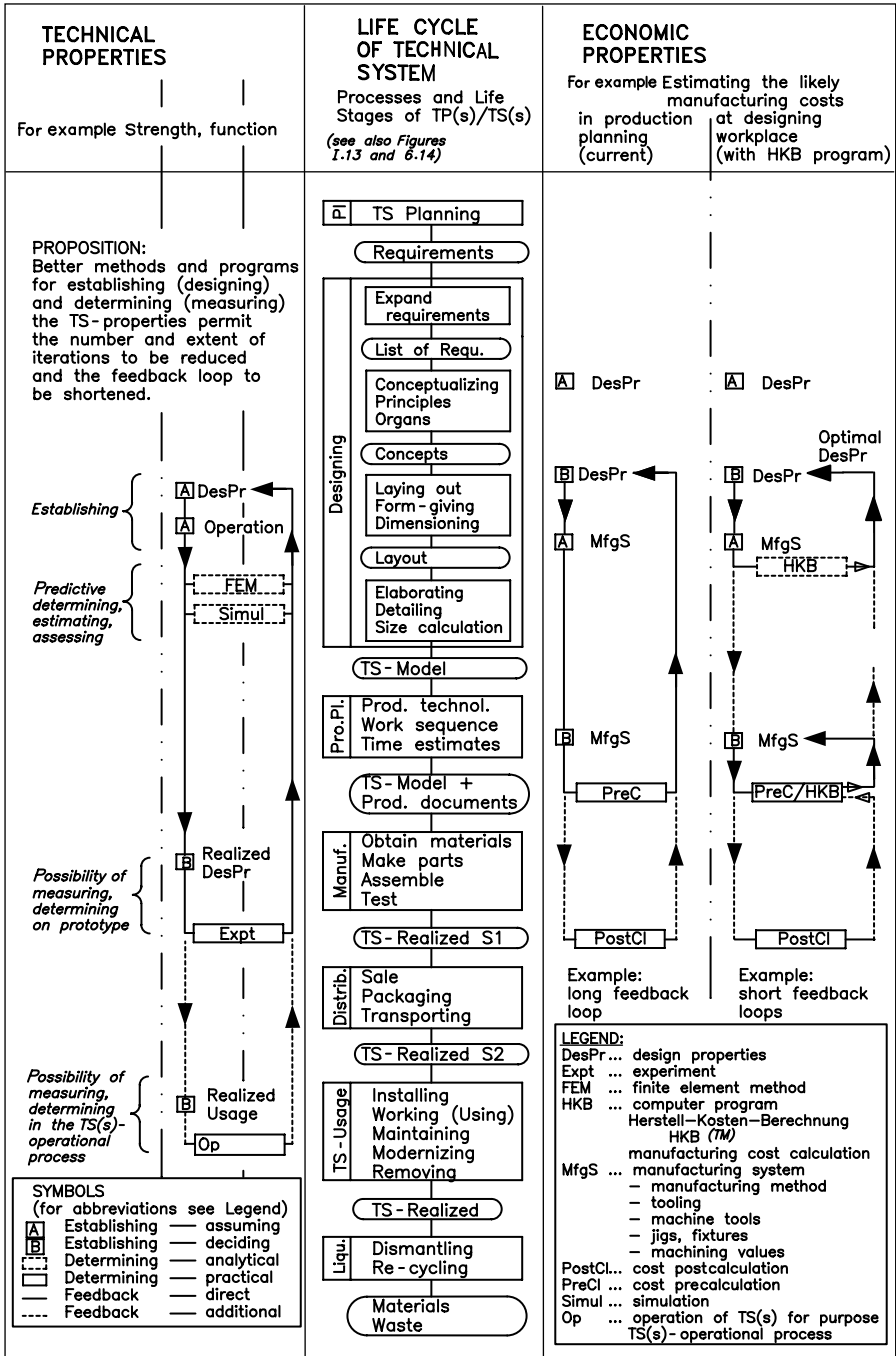 TECHNICAL
PROPERTIES
For example Strength, function
LIFE CYCLE
OF TECHNICAL
SYSTEM
Processes and Life
Stages of TP(s)/TS(s)
(see also Figures
I.13 and 6.14)
ECONOMIC
PROPERTIES
For example Estimating the likely
manufacturing costs
in production
planning
(current)
at designing
workplace
(with HKB program)
PROPOSITION:
Better methods and programs
for establishing (designing)
and determining (measuring)
the TS-properties permit
the number and extent of
iterations to be reduced
and the feedback loop to
be shortened.
Establishing
A DesPr
A Operation
Predictive
determining,
estimating,
assessing
FEM
Simul
Possibility of
measuring,
determining
on prototype
B Realized
DesPr
Expt
Possibility of
measuring,
determining
in the TS(s)-
operational
process
B Realized
Usage
Op
SYMBOLS
(for abbreviations see Legend)
A Establishing — assuming
B Establishing — deciding
Determining — analytical
Determining — practical
Feedback — direct
Feedback — additional
Pl TS Planning
Requirements
Designing
Expand
requirements
List of Requ.
Conceptualizing
Principles
Organs
Concepts
Laying out
Form-giving
Dimensioning
Layout
Elaborating
Detailing
Size calculation
TS-Model
Pro.Pl.
Prod. technol.
Work sequence
Time estimates
TS-Model +
Prod. documents
Manuf.
Obtain materials
Make parts
Assemble
Test
TS-Realized S1
Distrib.
Sale
Packaging
Transporting
TS-Realized S2
TS-Usage
Installing
Working (Using)
Maintaining
Modernizing
Removing
TS-Realized
Liqu.
Dismantling
Re-cycling
Materials
Waste
A DesPr
B DesPr
A MfgS
B MfgS
PreC
PostCl
Example:
long feedback
loop
A DesPr
Optimal
DesPr
B DesPr
A MfgS
HKB
B MfgS
PreC/HKB
PostCl
Example:
short feedback
loops
LEGEND:
DesPr ... design properties
Expt ... experiment
FEM ... finite element method
HKB ... computer program
Herstell-Kosten-Berechnung
HKB (TM)
manufacturing cost calculation
MfgS ... manufacturing system
– manufacturing method
– tooling
– machine tools
– jigs, fixtures
– machining values
PostCl... cost postcalculation
PreCl ... cost precalculation
Simul ... simulation
Op ... operation of TS(s) for purpose
TS(s)-operational process